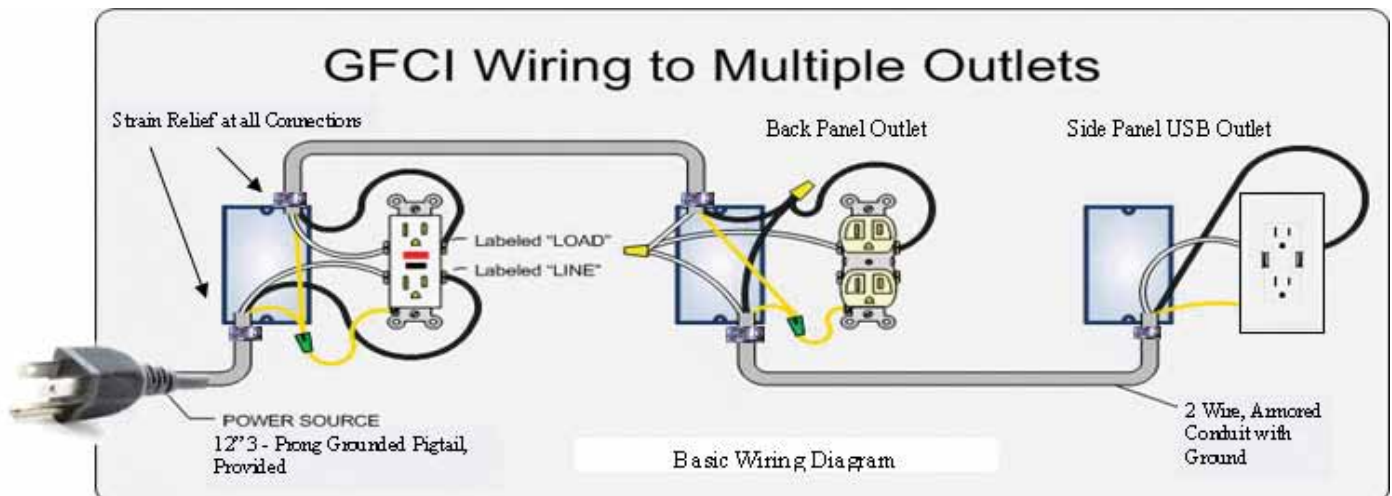 GFCI Wiring to Multiple Outlets
Strain Relief at all Connections
Back Panel Outlet
Side Panel USB Outlet
Labeled "LOAD"
Labeled "LINE"
POWER SOURCE
12" 3 - Prong Grounded Pigtail,
Provided
Basic Wiring Diagram
2 Wire, Armored
Conduit with
Ground